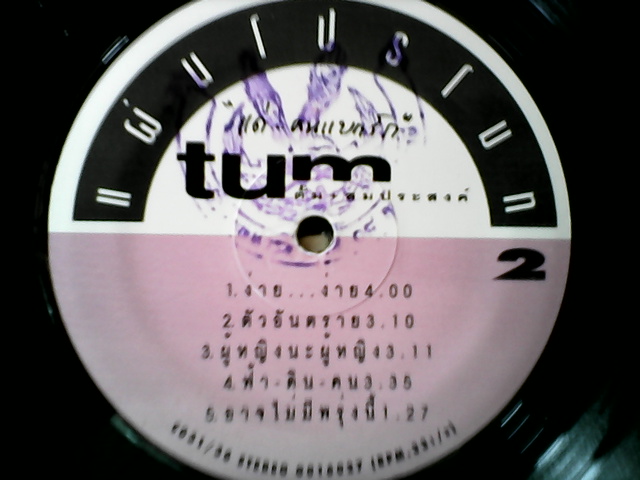 แผ่นโปรโมท
"แด่..คนแบกรัก"
tum
ตั้ม.สมประสงค์
2
1.งาย...ง่าย4.00
2.ตัวอันตราย3.10
3.ผู้หญิงนะผู้หญิง3.11
4.ฟ้า-ดิน-คน3.35
5.อาจไม่มีพรุ่งนี้1.27
STEREO